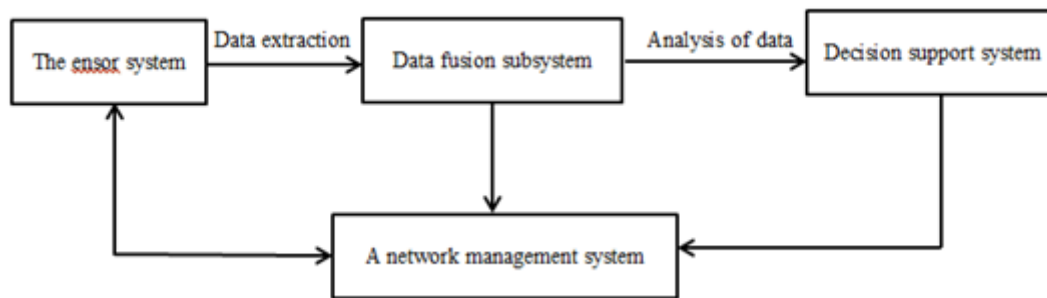 The ensor system
Data extraction
Data fusion subsystem
Analysis of data
Decision support system
A network management system